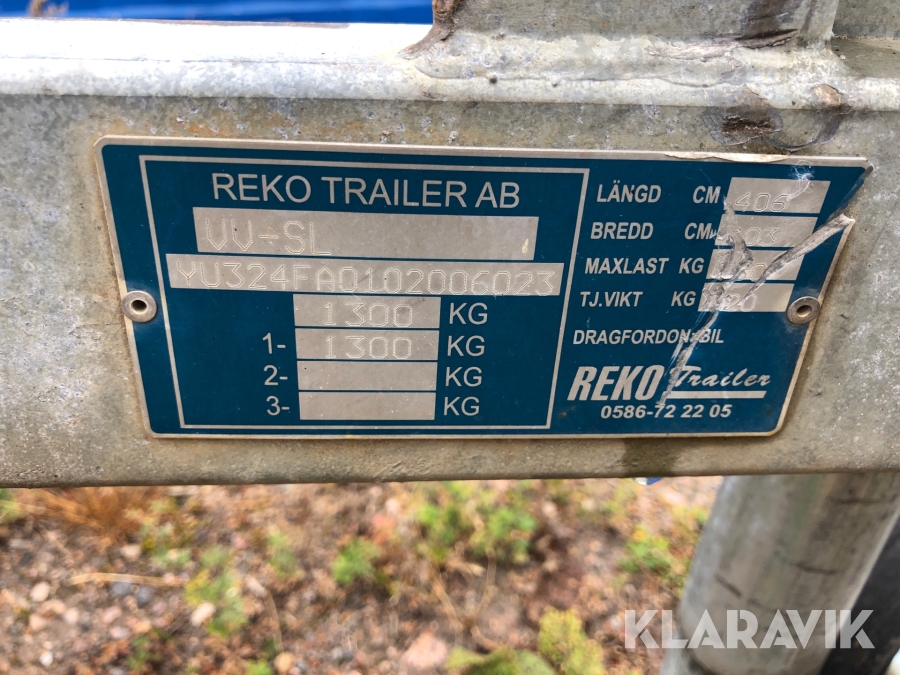 REKO TRAILER AB
VV-SL
YU324FA0102006023
1300 KG
1- 1300 KG
2- KG
3- KG
LÄNGD CM 406
BREDD CM
MAXLAST KG
TJ.VIKT KG
DRAGFORDON: BIL
REKO Trailer
0586-72 22 05
KLARAVIK